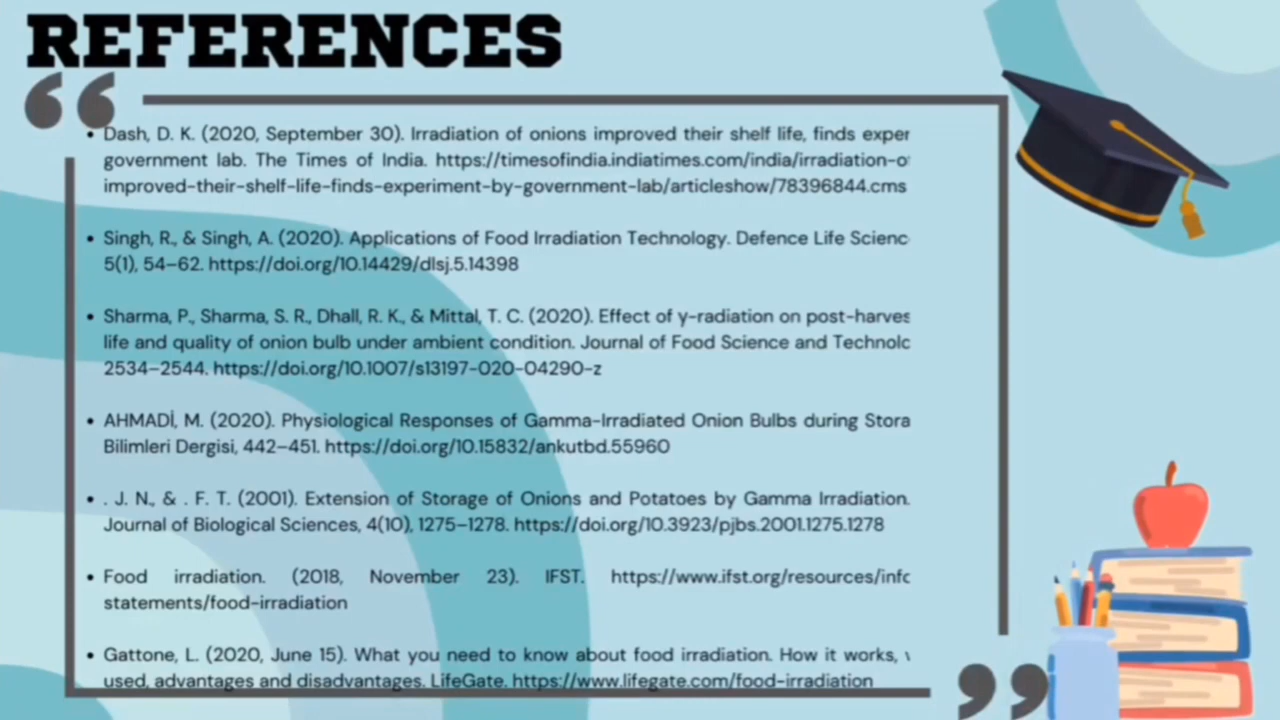 REFERENCES
Dash, D. K. (2020, September 30). Irradiation of onions improved their shelf life, finds exper
government lab. The Times of India. https://timesofindia.indiatimes.com/india/irradiation-o
improved-their-shelf-life-finds-experiment-by-government-lab/articleshow/78396844.cms
Singh, R., & Singh, A. (2020). Applications of Food Irradiation Technology. Defence Life Scienc
5(1), 54–62. https://doi.org/10.14429/dlsj.5.14398
Sharma, P., Sharma, S. R., Dhall, R. K., & Mittal, T. C. (2020). Effect of γ-radiation on post-harves
life and quality of onion bulb under ambient condition. Journal of Food Science and Technolo
2534–2544. https://doi.org/10.1007/s13197-020-04290-z
AHMADİ, M. (2020). Physiological Responses of Gamma-Irradiated Onion Bulbs during Stora
Bilimleri Dergisi, 442–451. https://doi.org/10.15832/ankutbd.55960
. J. N., & . F. T. (2001). Extension of Storage of Onions and Potatoes by Gamma Irradiation.
Journal of Biological Sciences, 4(10), 1275–1278. https://doi.org/10.3923/pjbs.2001.1275.1278
Food irradiation. (2018, November 23). IFST. https://www.ifst.org/resources/info
statements/food-irradiation
Gattone, L. (2020, June 15). What you need to know about food irradiation. How it works,
used, advantages and disadvantages. LifeGate. https://www.lifegate.com/food-irradiation